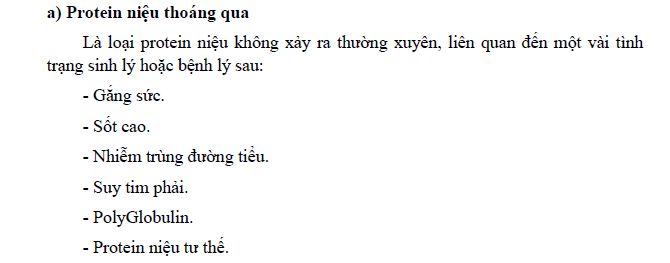 a) Protein niệu thoáng qua
Là loại protein niệu không xảy ra thường xuyên, liên quan đến một vài tình
trạng sinh lý hoặc bệnh lý sau:
- Gắng sức.
- Sốt cao.
- Nhiễm trùng đường tiểu.
- Suy tim phải.
- PolyGlobulin.
- Protein niệu tư thế.